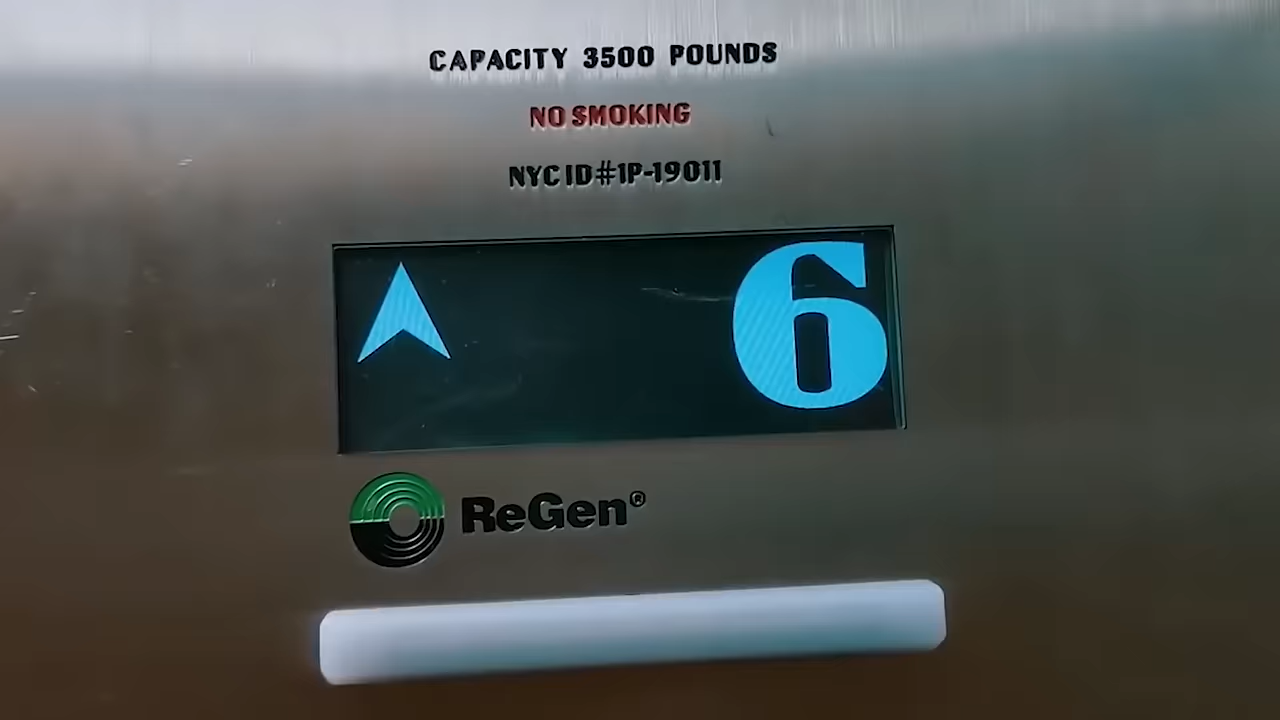 CAPACITY 3500 POUNDS
NO SMOKING
NYC ID#1P-19011
6
ReGen®